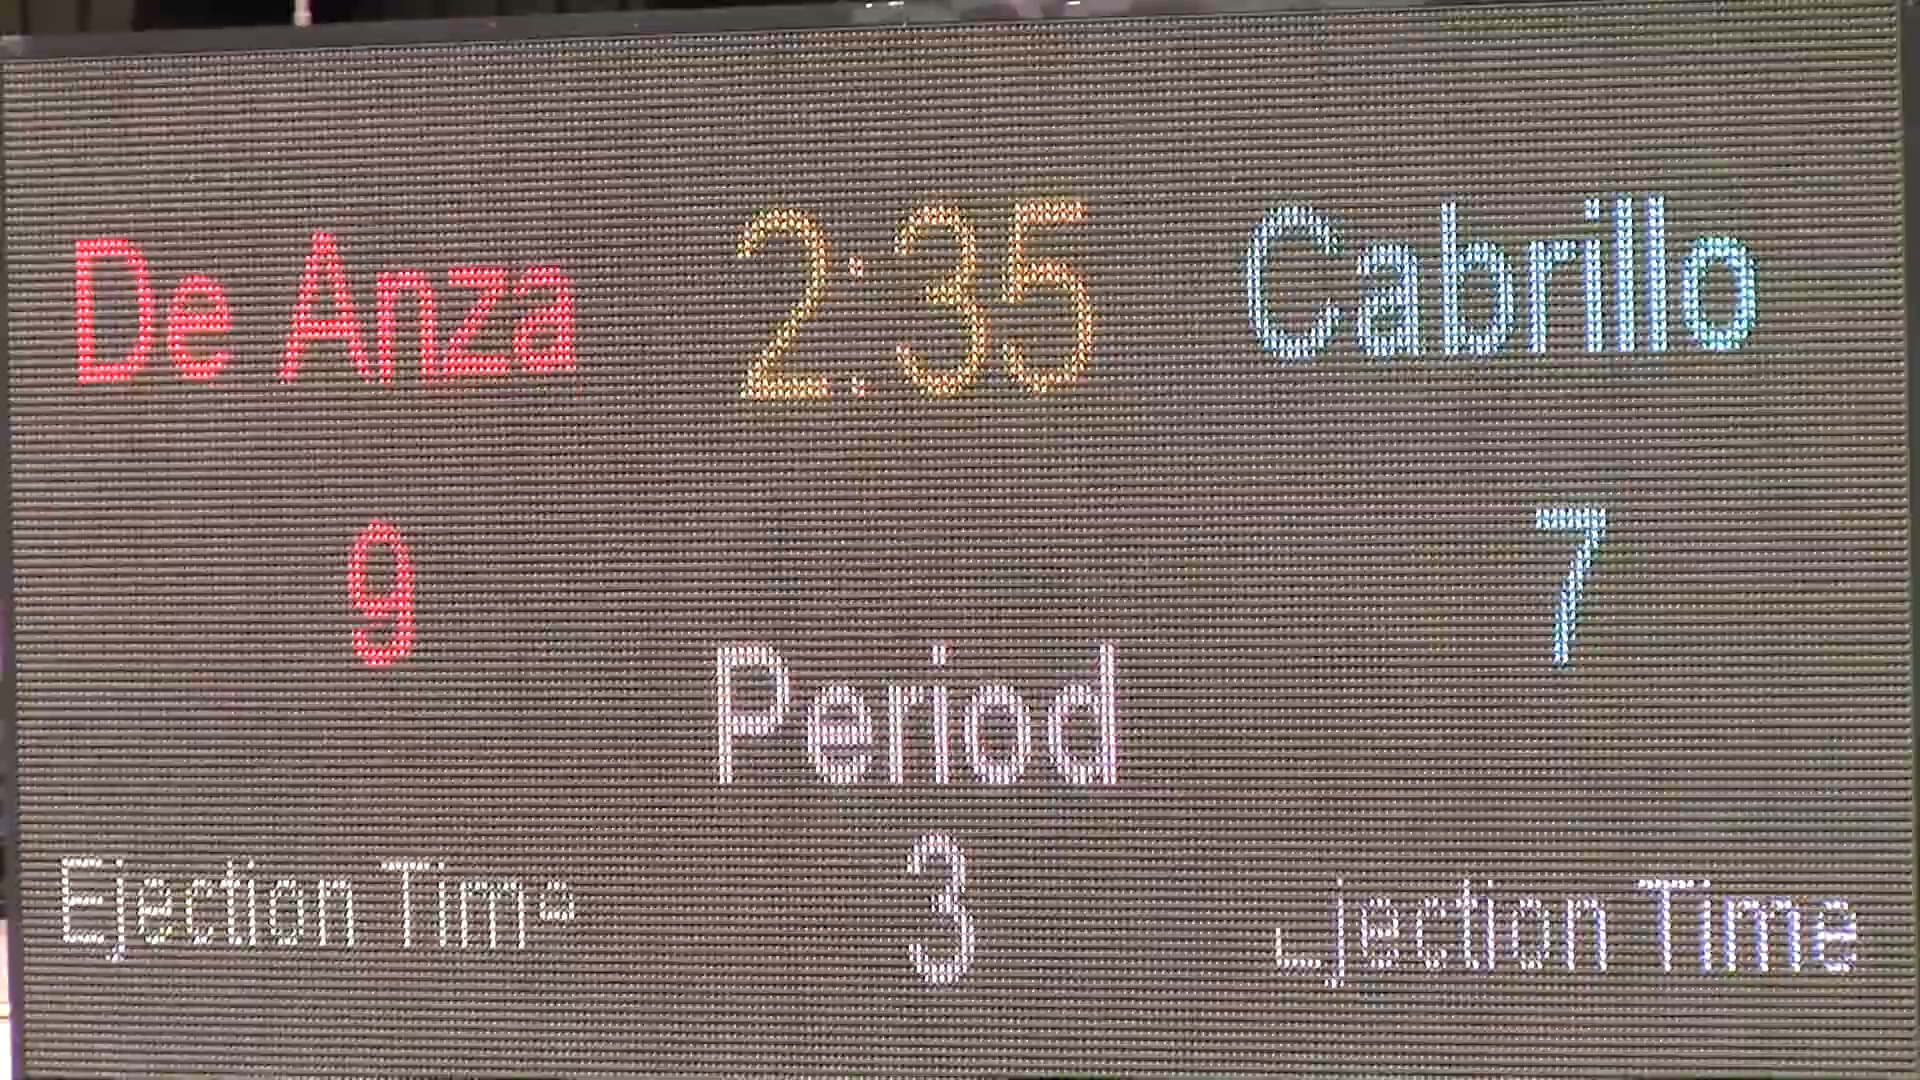 De Anza 2:35 Cabrillo
9 7
Period
3
Ejection Time Ejection Time